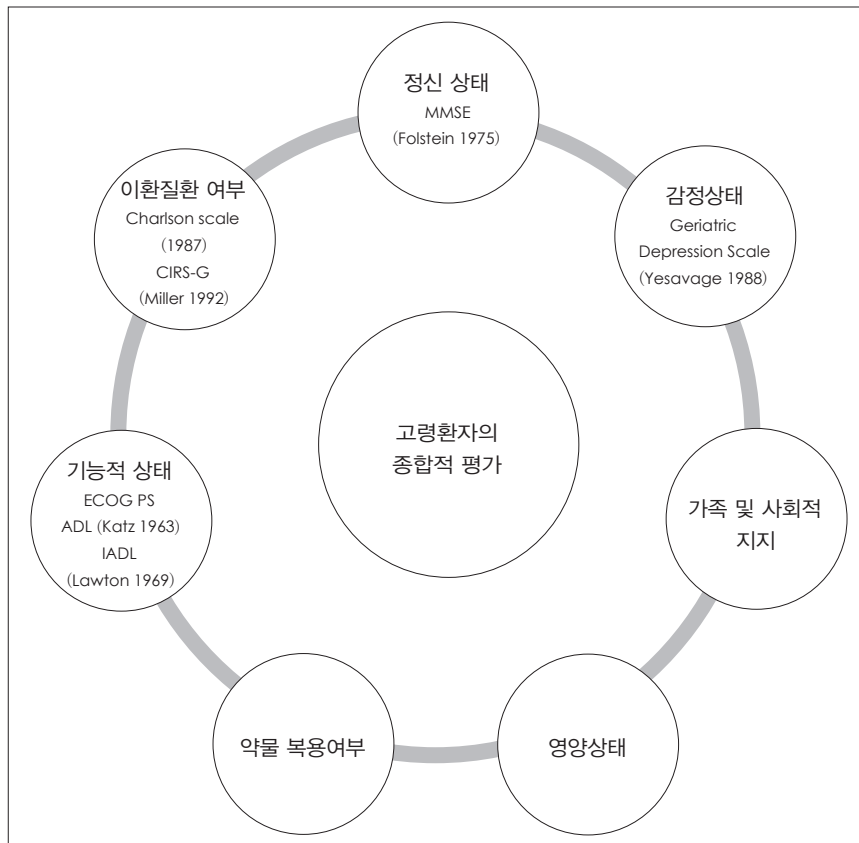 정신 상태
MMSE
(Folstein 1975)
감정상태
Geriatric
Depression Scale
(Yesavage 1988)
가족 및 사회적
지지
영양상태
약물 복용여부
기능적 상태
ECOG PS
ADL (Katz 1963)
IADL
(Lawton 1969)
이환질환 여부
Charlson scale
(1987)
CIRS-G
(Miller 1992)
고령환자의
종합적 평가